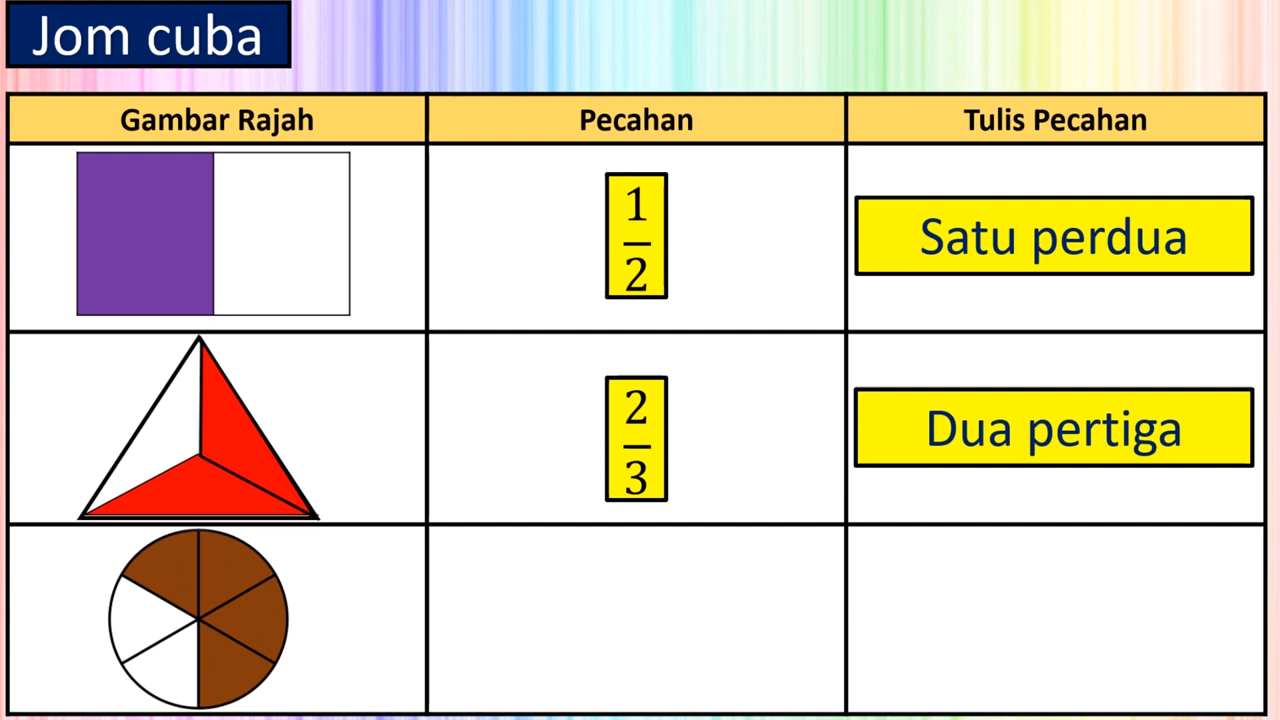 Jom cuba
Gambar Rajah Pecahan Tulis Pecahan
1
2
Satu perdua
2
3
Dua pertiga